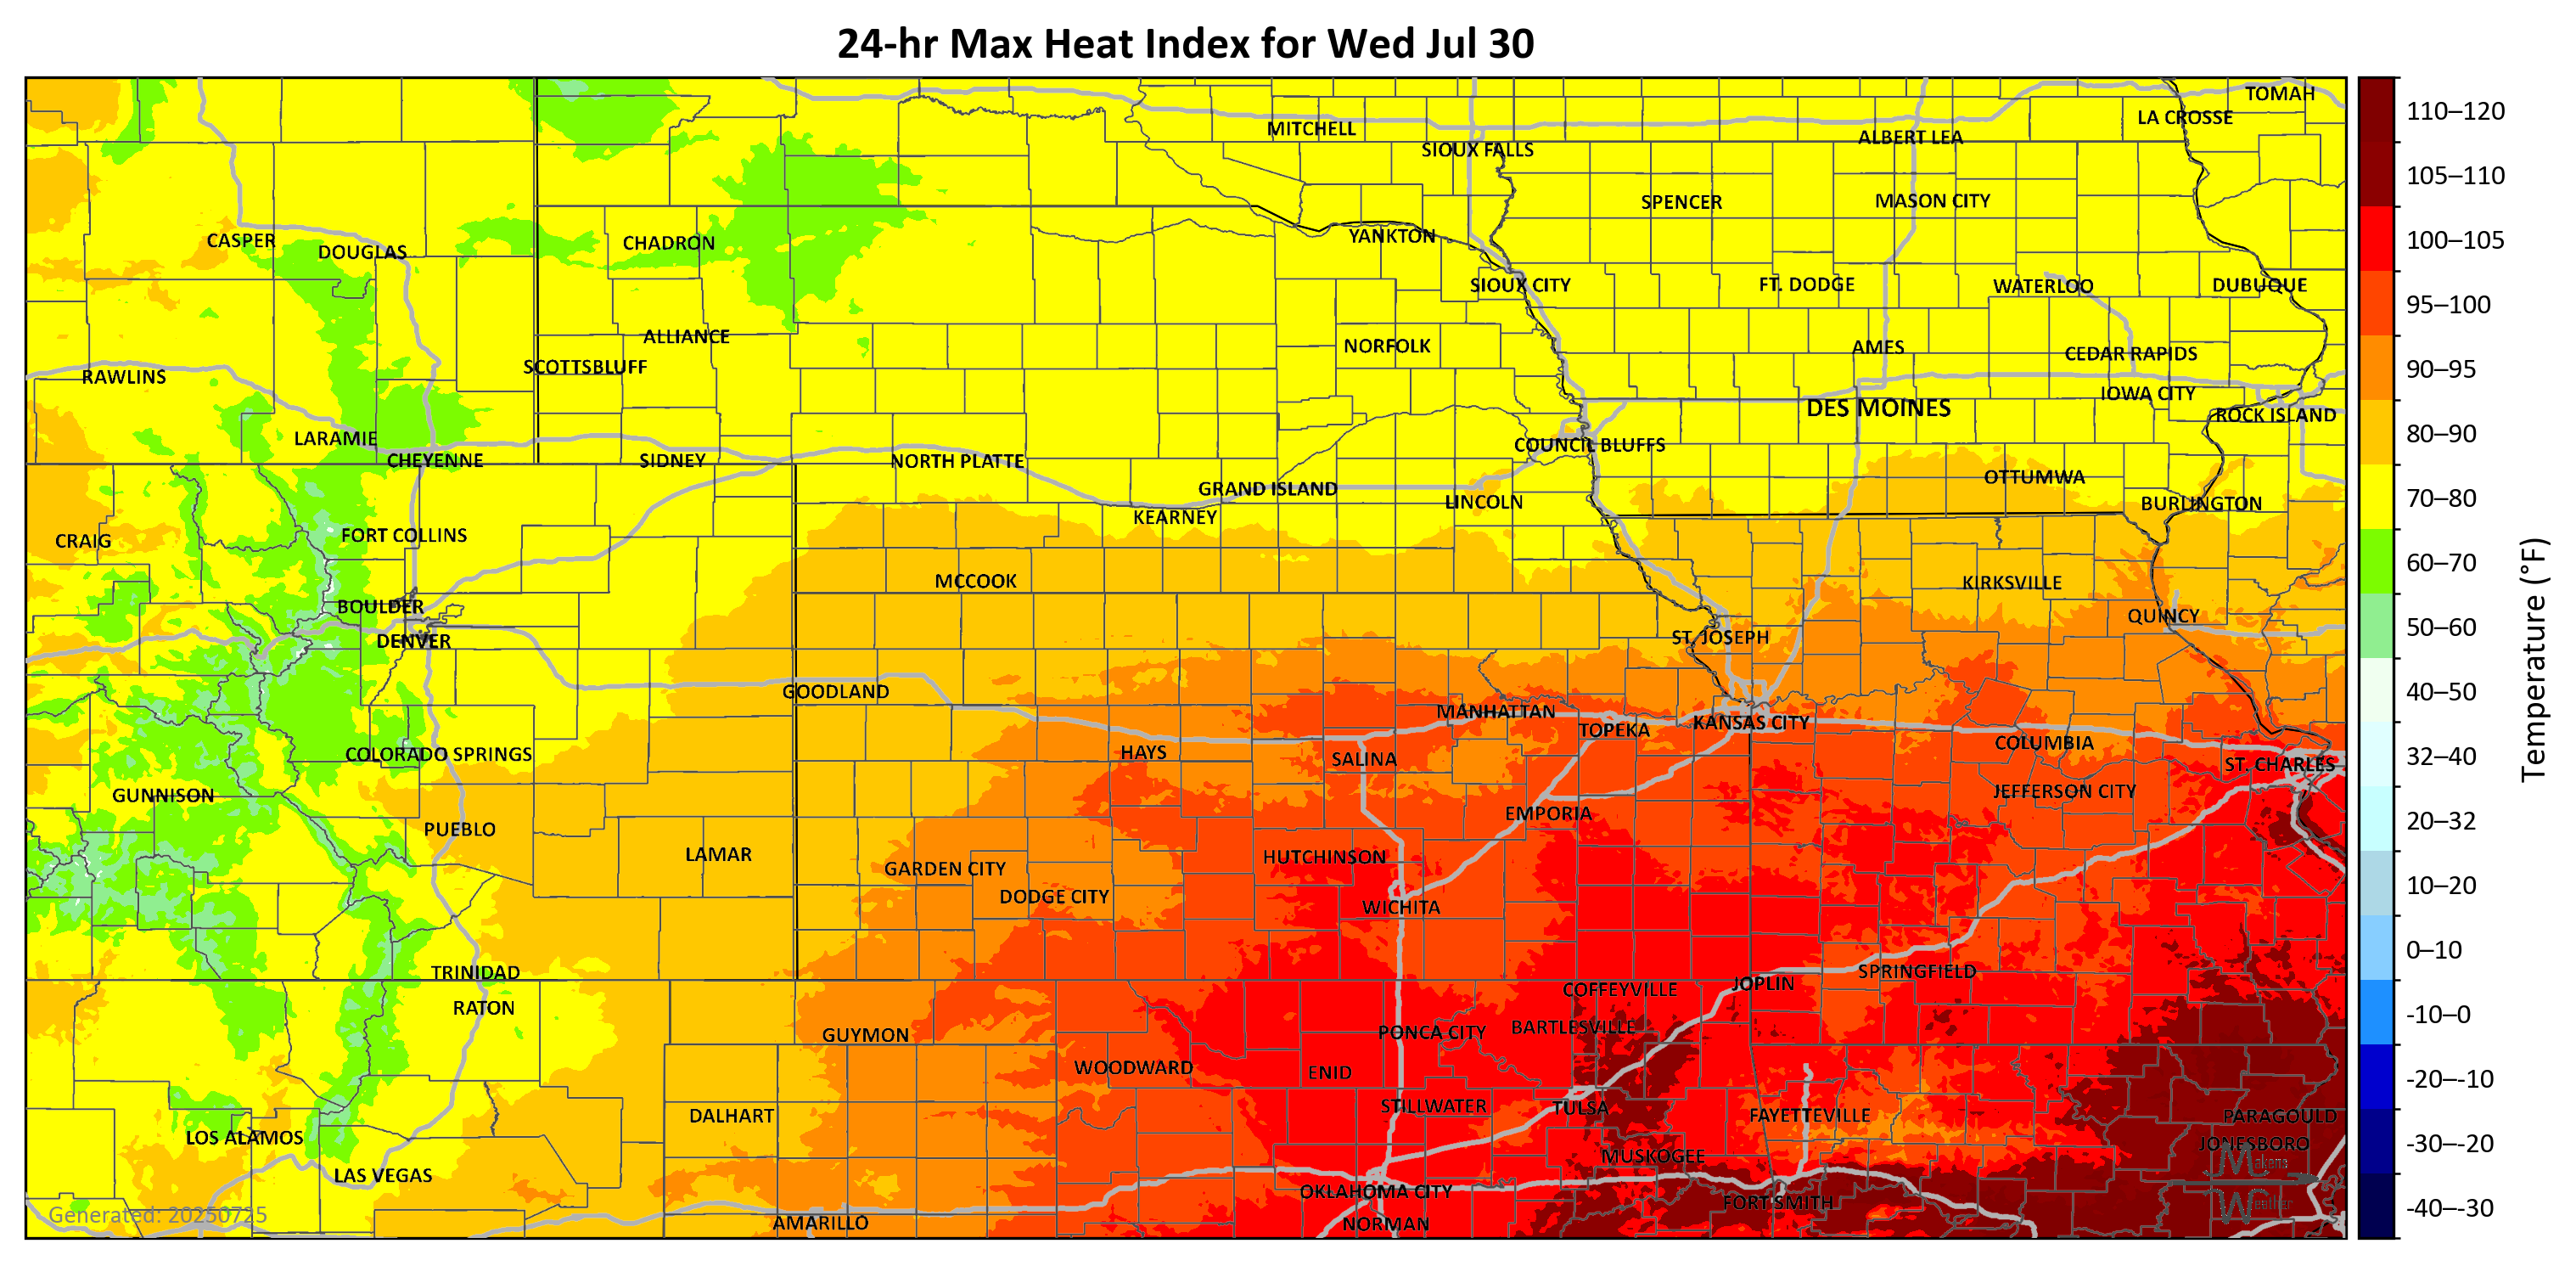 24-hr Max Heat Index for Wed Jul 30
TOMAH
LA CROSSE
MITCHELL
ALBERT LEA
SIOUX FALLS
SPENCER
MASON CITY
YANKTON
CASPER
CHADRON
DOUGLAS
SIOUX CITY
FT. DODGE
WATERLOO
DUBUQUE
ALLIANCE
NORFOLK
AMES
CEDAR RAPIDS
SCOTTSBLUFF
RAWLINS
IOWA CITY
DES MOINES
ROCK ISLAND
LARAMIE
COUNCIL BLUFFS
CHEYENNE
SIDNEY
NORTH PLATTE
OTTUMWA
GRAND ISLAND
LINCOLN
BURLINGTON
KEARNEY
FORT COLLINS
CRAIG
MCCOOK
KIRKSVILLE
BOULDER
QUINCY
DENVER
ST. JOSEPH
GOODLAND
MANHATTAN
KANSAS CITY
TOPEKA
COLUMBIA
COLORADO SPRINGS
HAYS
SALINA
ST. CHARLES
GUNNISON
JEFFERSON CITY
EMPORIA
PUEBLO
LAMAR
HUTCHINSON
GARDEN CITY
DODGE CITY
WICHITA
TRINIDAD
SPRINGFIELD
JOPLIN
COFFEYVILLE
RATON
BARTLESVILLE
PONCA CITY
GUYMON
WOODWARD
ENID
STILLWATER
TULSA
DALHART
FAYETTEVILLE
PARAGOULD
LOS ALAMOS
JONESBORO
MUSKOGEE
Makens
LAS VEGAS
OKLAHOMA CITY
FORT SMITH
Weather
Generated: 20250725
AMARILLO
NORMAN
110–120
105–110
100–105
95–100
90–95
80–90
70–80
60–70
50–60
40–50
32–40
20–32
10–20
0–10
-10–0
-20–-10
-30–-20
-40–-30
Temperature (°F)